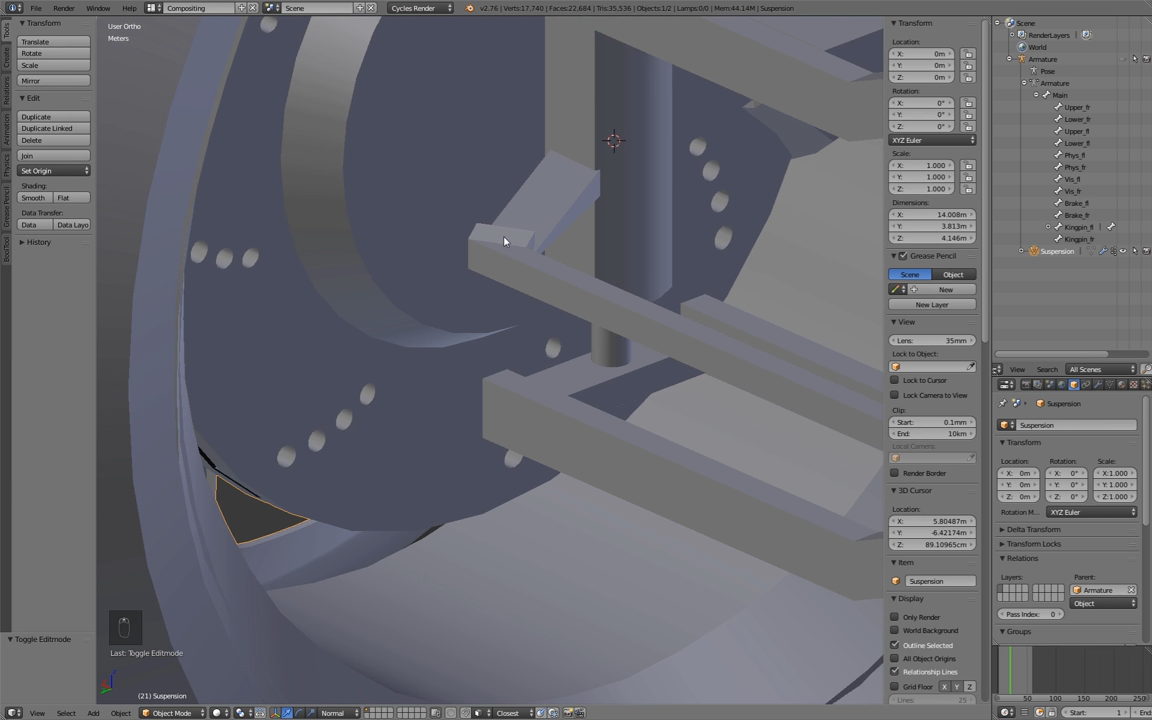 File
Render
Window
Help
Compositing
Scene
Cycles Render
v2.76 | Verts:17,740 | Faces:22,684 | Tris:35,536 | Objects:1/2 | Lamps:0/0 | Mem:44.14M | Suspension
Tools
Create
Relations
Animation
Physics
Grease Pencil
BoolTool
Transform
Translate
Rotate
Scale
Mirror
Edit
Duplicate
Duplicate Linked
Delete
Join
Set Origin
Shading:
Smooth
Flat
Data Transfer:
Data
Data Layo
History
Toggle Editmode
User Ortho
Meters
Last: Toggle Editmode
(21) Suspension
View
Select
Add
Object
Object Mode
Normal
Closest
Transform
Location:
X: 0m
Y: 0m
Z: 0m
Rotation:
X: 0°
Y: 0°
Z: 0°
XYZ Euler
Scale:
X: 1.000
Y: 1.000
Z: 1.000
Dimensions:
X: 14.008m
Y: 3.813m
Z: 4.146m
Grease Pencil
Scene
Object
New
New Layer
View
Lens: 35mm
Lock to Object:
Lock to Cursor
Lock Camera to View
Clip:
Start: 0.1mm
End: 10km
Local Camera:
Render Border
3D Cursor
Location:
X: 5.80487m
Y: -6.42174m
Z: 89.10965cm
Item
Suspension
Display
Only Render
World Background
Outline Selected
All Object Origins
Relationship Lines
Grid Floor
X
Y
Z
Lines: 25
Scene
RenderLayers
World
Armature
Pose
Armature
Main
Upper_fr
Lower_fr
Upper_fl
Lower_fl
Phys_fl
Phys_fr
Vis_fl
Vis_fr
Brake_fl
Brake_fr
Kingpin_fl
Kingpin_fr
Suspension
View
Search
All Scenes
Suspension
Suspension
Transform
Location:
Rotation:
Scale:
X: 0m
X: 0°
X:1.000
Y: 0m
Y: 0°
Y:1.000
Z: 0m
Z: 0°
Z:1.000
Rotation M...
XYZ Euler
Delta Transform
Transform Locks
Relations
Layers:
Parent:
Armature
Object
Pass Index: 0
Groups
0
50
100
150
200
250
Start: 1
End: